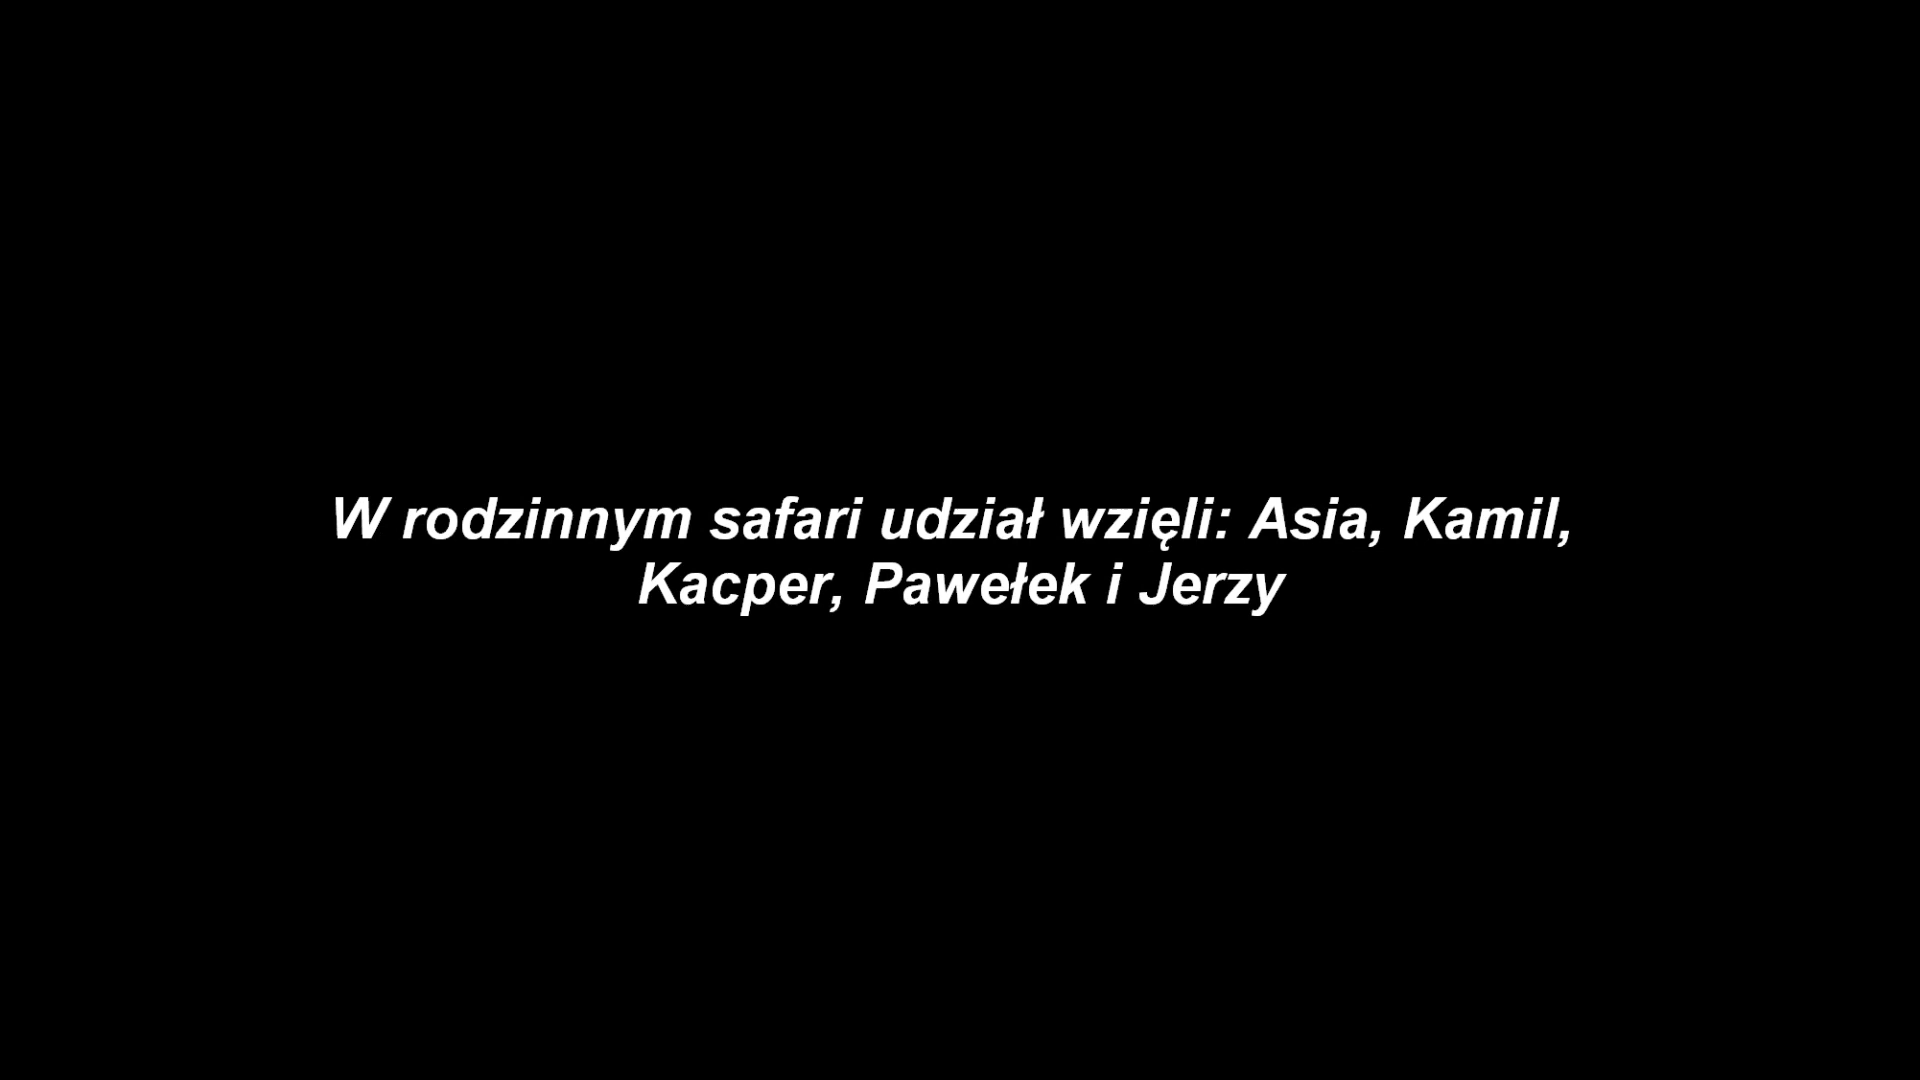 W rodzinnym safari udział wzięli: Asia, Kamil,
Kacper, Pawełek i Jerzy